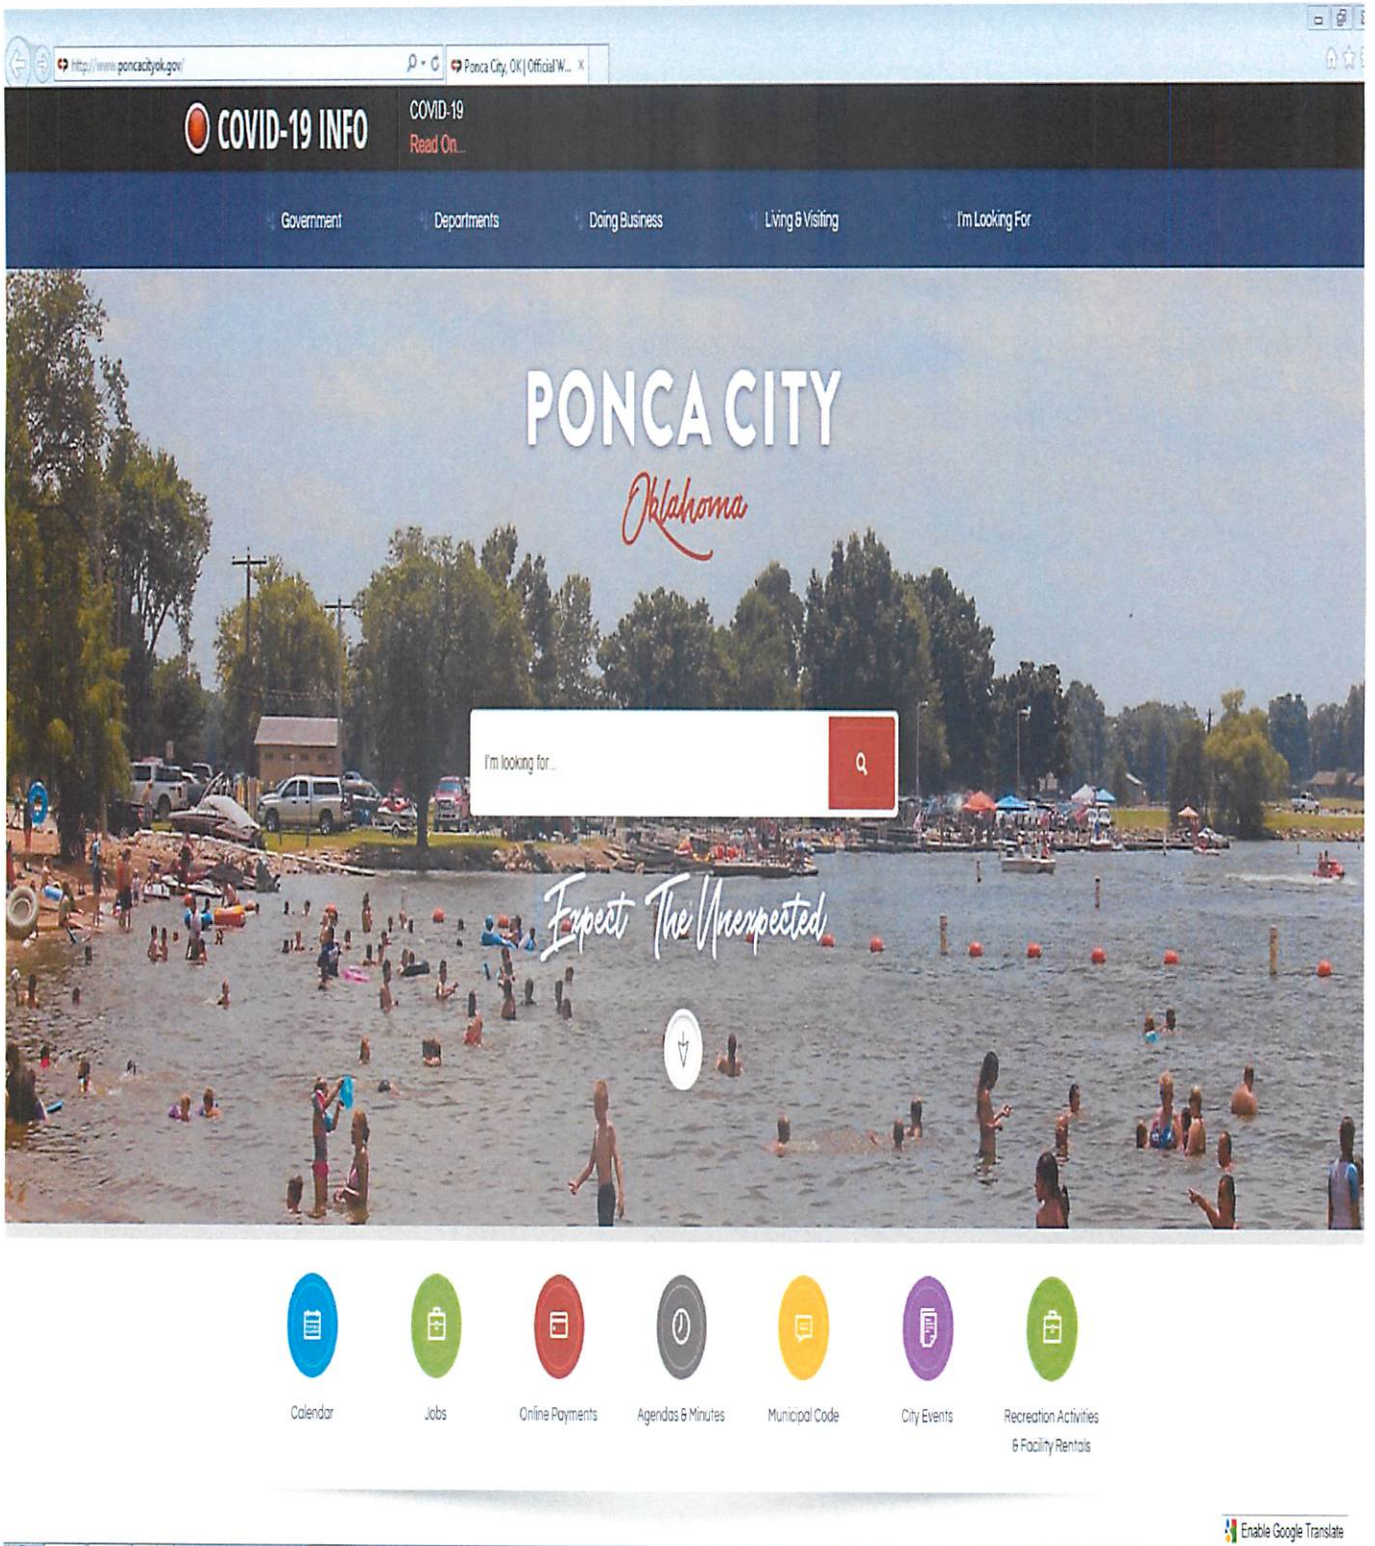 http://www.poncacityok.gov/
Ponca City, OK | Official W...
COVID-19 INFO
COVID-19
Read On...
Government
Departments
Doing Business
Living & Visiting
I'm Looking For
PONCA CITY
Oklahoma
I'm looking for...
Expect The Unexpected
Calendar
Jobs
Online Payments
Agendas & Minutes
Municipal Code
City Events
Recreation Activities
& Facility Rentals
Enable Google Translate